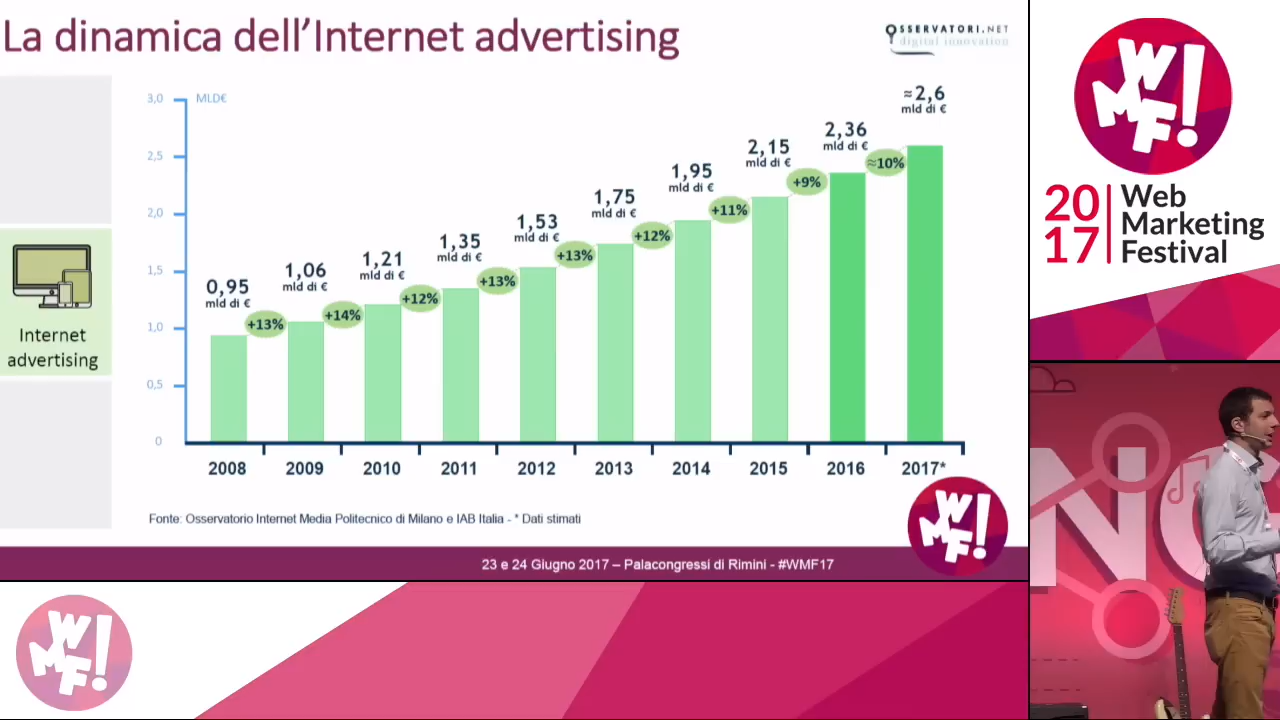 La dinamica dell'Internet advertising
OSSERVATORI.NET
digital innovation
MLD€
3,0
2,5
2,0
1,5
1,0
0,5
0
0,95
mld di €
1,06
mld di €
1,21
mld di €
1,35
mld di €
1,53
mld di €
1,75
mld di €
1,95
mld di €
2,15
mld di €
2,36
mld di €
≈2,6
mld di €
+13%
+14%
+12%
+13%
+13%
+12%
+11%
+9%
≈10%
2008
2009
2010
2011
2012
2013
2014
2015
2016
2017*
Internet
advertising
Fonte: Osservatorio Internet Media Politecnico di Milano e IAB Italia - * Dati stimati
WMF!
23 e 24 Giugno 2017 – Palacongressi di Rimini - #WMF17
WMF!
20
17
Web
Marketing
Festival
WMF!